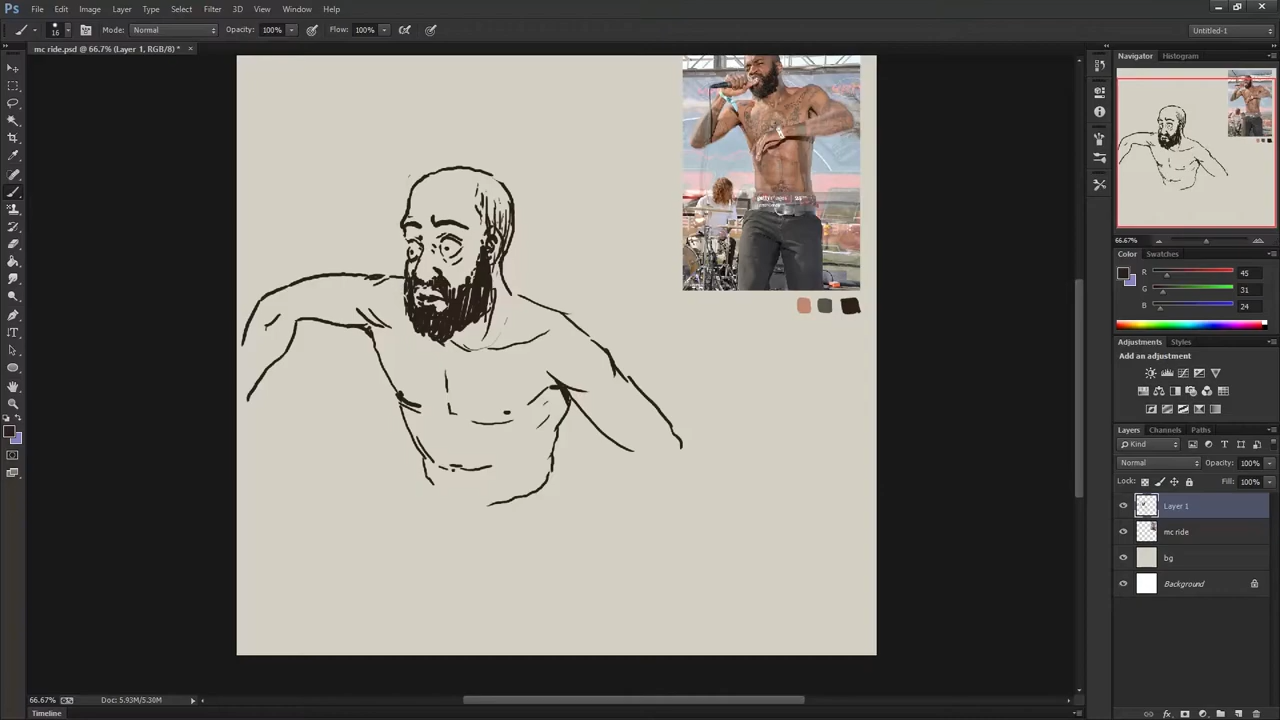 Ps File Edit Image Layer Type Select Filter 3D View Window Help
16 Mode: Normal Opacity: 100% Flow: 100% Untitled-1
mc ride.psd @ 66.7% (Layer 1, RGB/8) * ×
Navigator Histogram
66.67%
Color Swatches
R 45
G 31
B 24
Adjustments Styles
Add an adjustment
Layers Channels Paths
Kind
Normal Opacity: 100%
Lock: Fill: 100%
Layer 1
mc ride
bg
Background
66.67% Doc: 5.93M/5.30M
Timeline